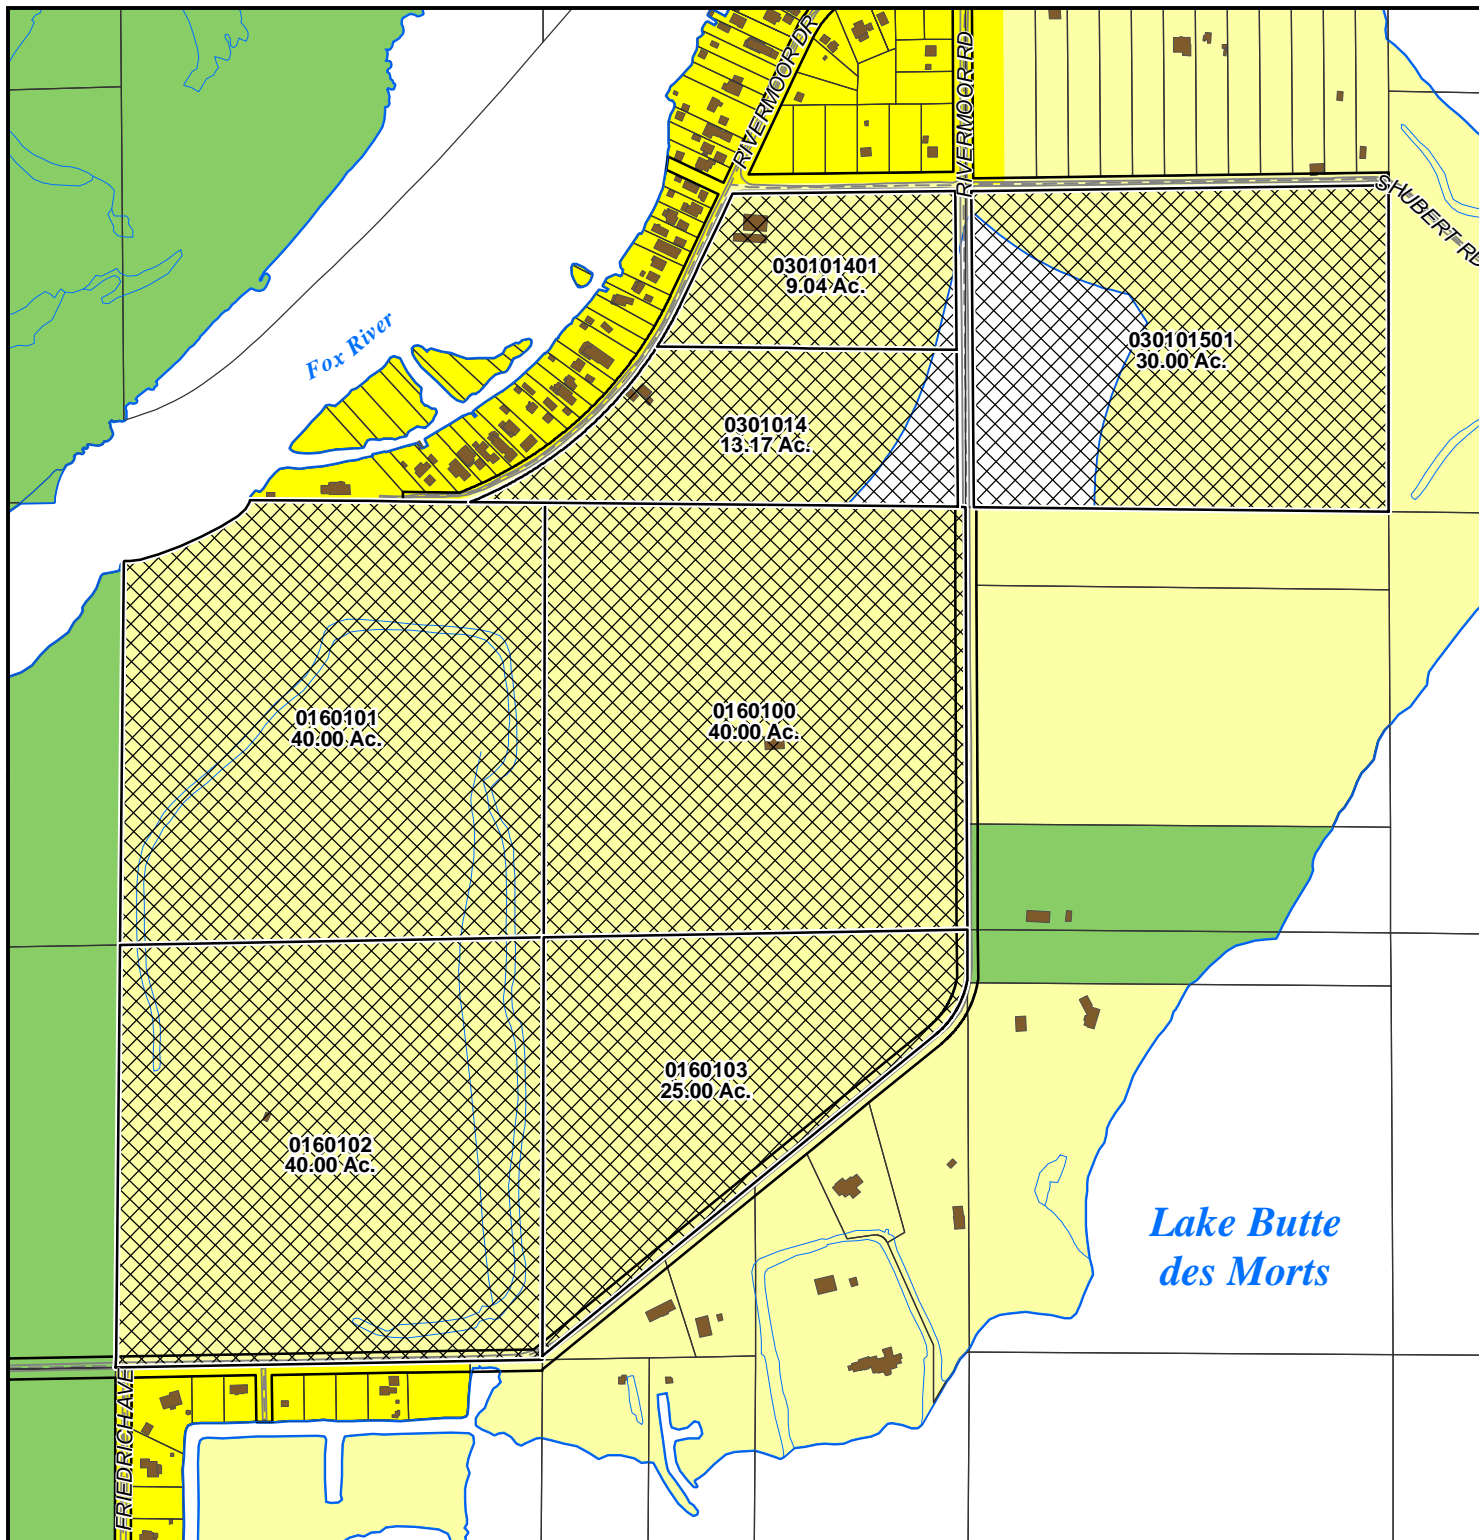 RIVERMOOR DR
RIVERMOOR RD
SHUBERT RD
030101401
9.04 Ac.
Fox River
030101501
30.00 Ac.
0301014
13.17 Ac.
0160101
40.00 Ac.
0160100
40.00 Ac.
0160103
25.00 Ac.
0160102
40.00 Ac.
Lake Butte
des Morts
FRIEDRICH AVE